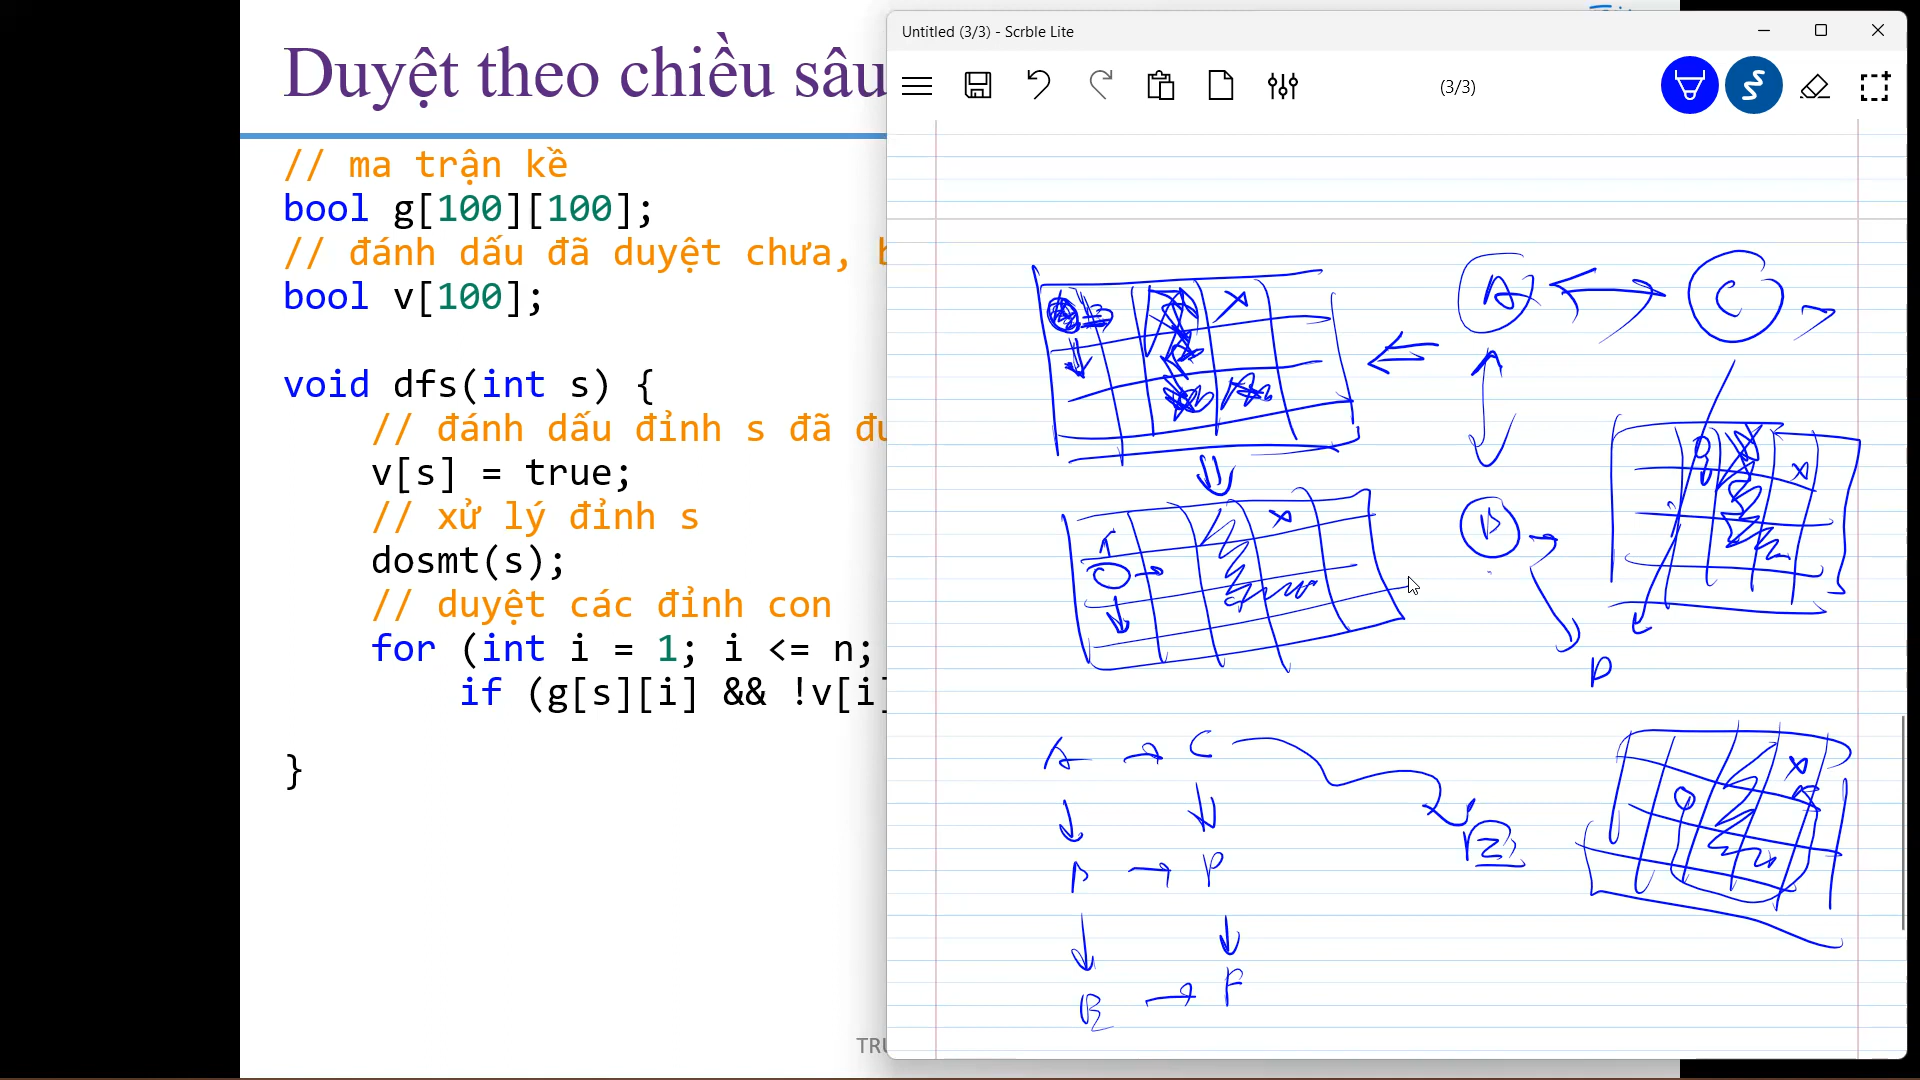 Duyệt theo chiều sâu
// ma trận kề
bool g[100][100];
// đánh dấu đã duyệt chưa,
bool v[100];
void dfs(int s) {
// đánh dấu đỉnh s đã
v[s] = true;
// xử lý đỉnh s
dosmt(s);
// duyệt các đỉnh con
for (int i = 1; i <= n;
if (g[s][i] && !v[i]
}
Untitled (3/3) - Scrble Lite
(3/3)
A C
B
D
A → C
F